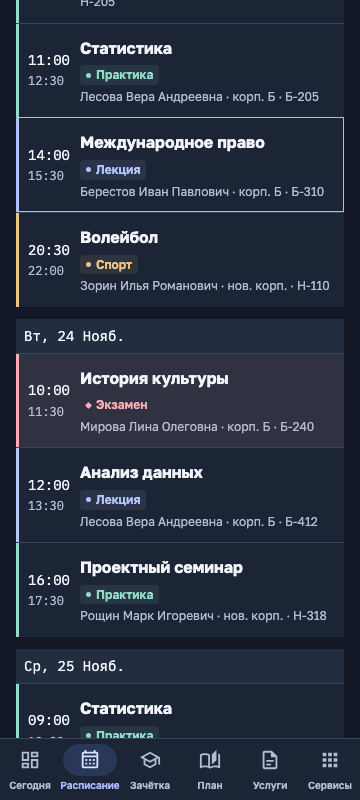 Н-205
11:00
Статистика
12:30
Практика
Лесова Вера Андреевна · корп. Б · Б-205
14:00
Международное право
15:30
Лекция
Берестов Иван Павлович · корп. Б · Б-310
20:30
Волейбол
22:00
Спорт
Зорин Илья Романович · нов. корп. · Н-110
Вт, 24 Нояб.
10:00
История культуры
11:30
Экзамен
Мирова Лина Олеговна · корп. Б · Б-240
12:00
Анализ данных
13:30
Лекция
Лесова Вера Андреевна · корп. Б · Б-412
16:00
Проектный семинар
17:30
Практика
Рощин Марк Игоревич · нов. корп. · Н-318
Ср, 25 Нояб.
09:00
Статистика
Практика
Сегодня Расписание Зачётка План Услуги Сервисы